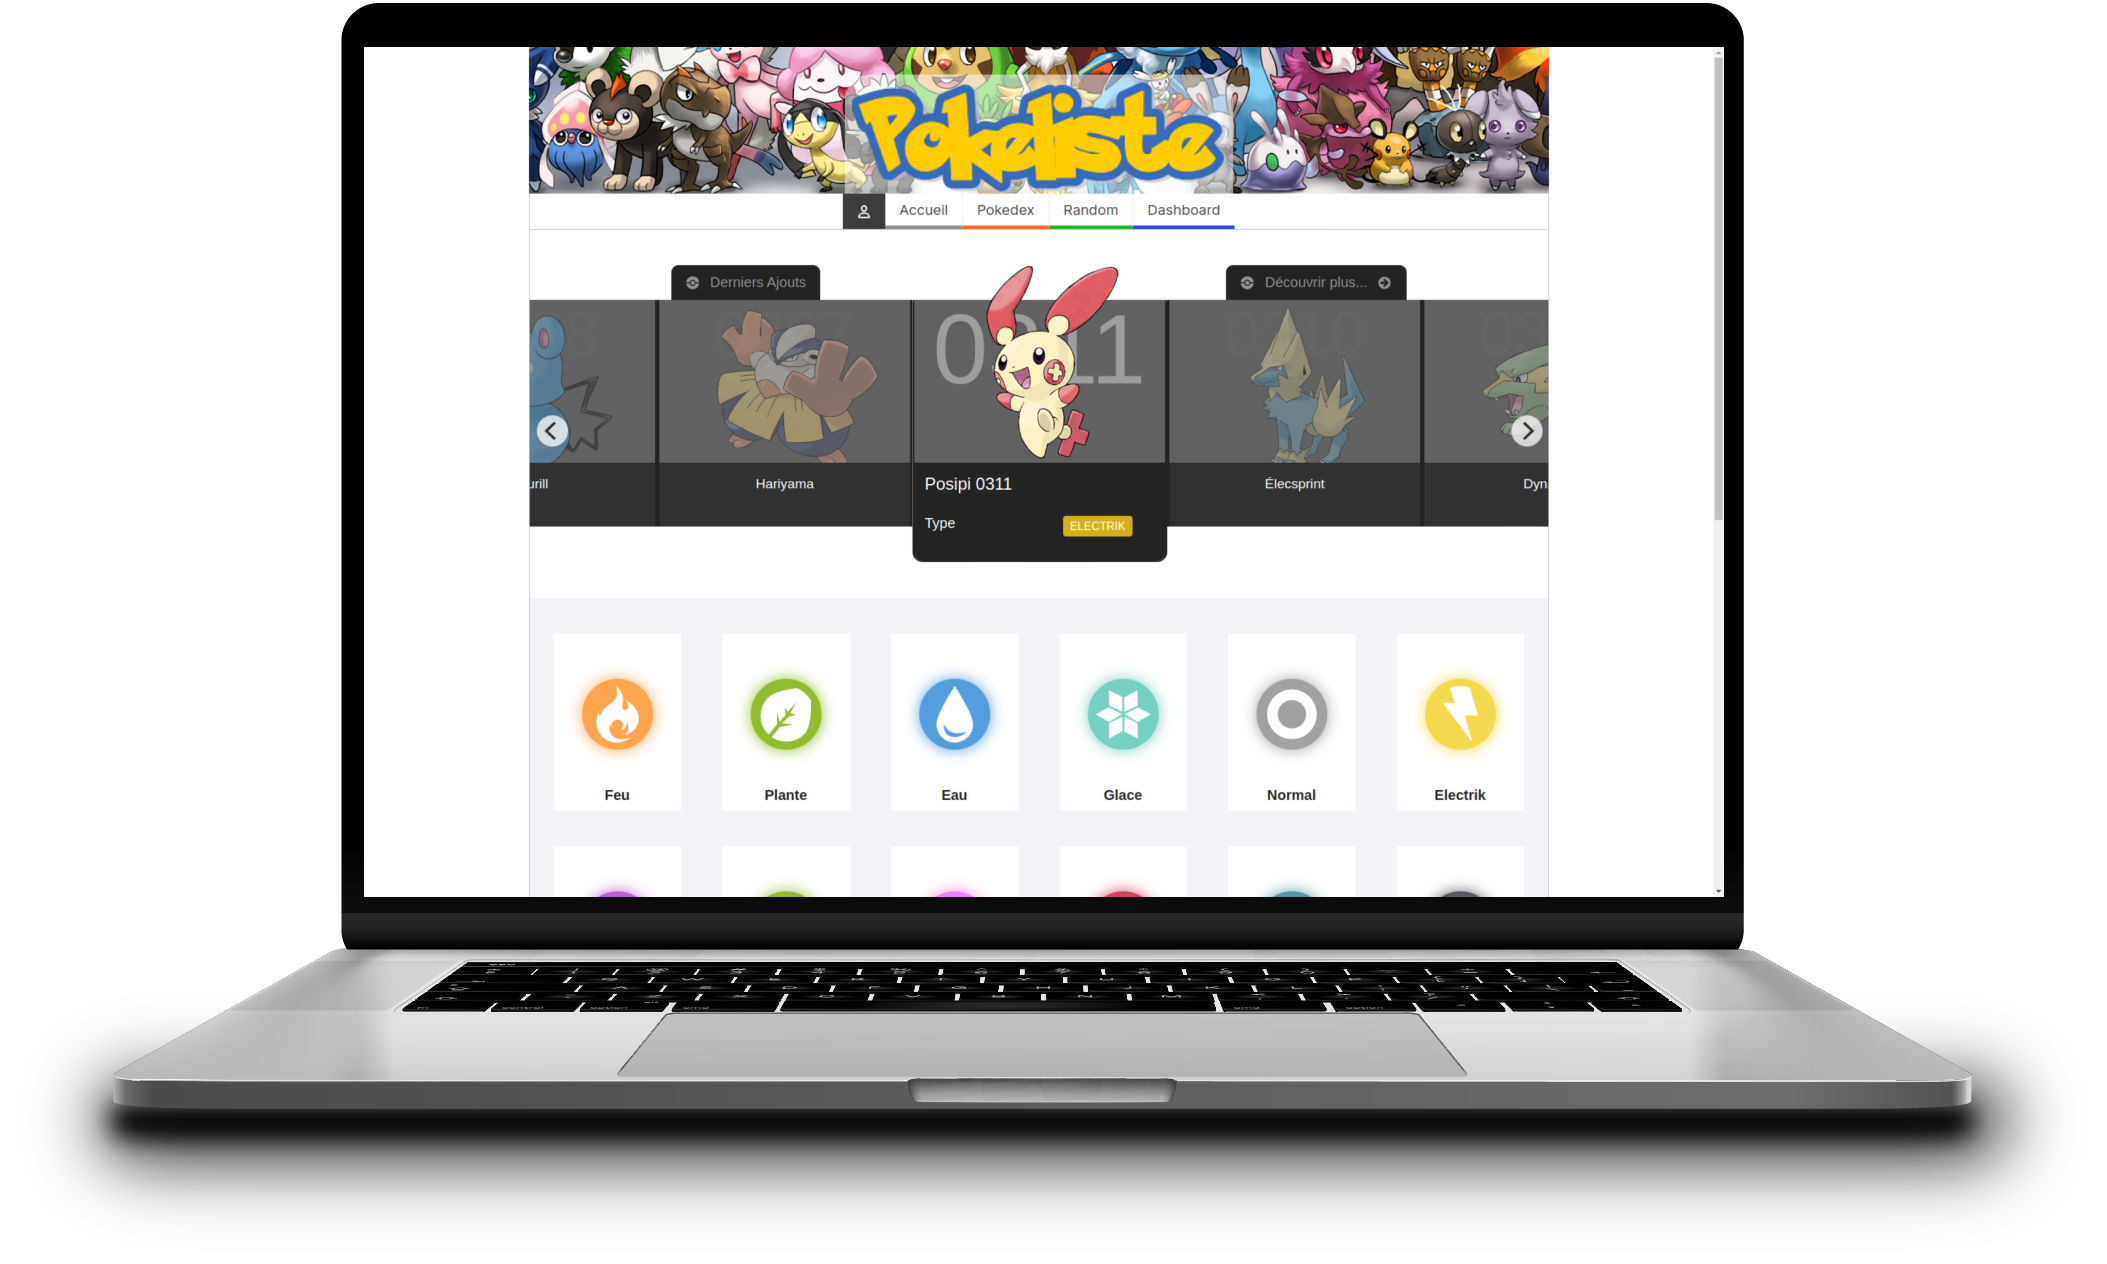 Pokeliste
Accueil Pokedex Random Dashboard
Derniers Ajouts
Découvrir plus...
0311
urill
Hariyama
Posipi 0311
Élecsprint
Dyn
Type ELECTRIK
Feu Plante Eau Glace Normal Electrik